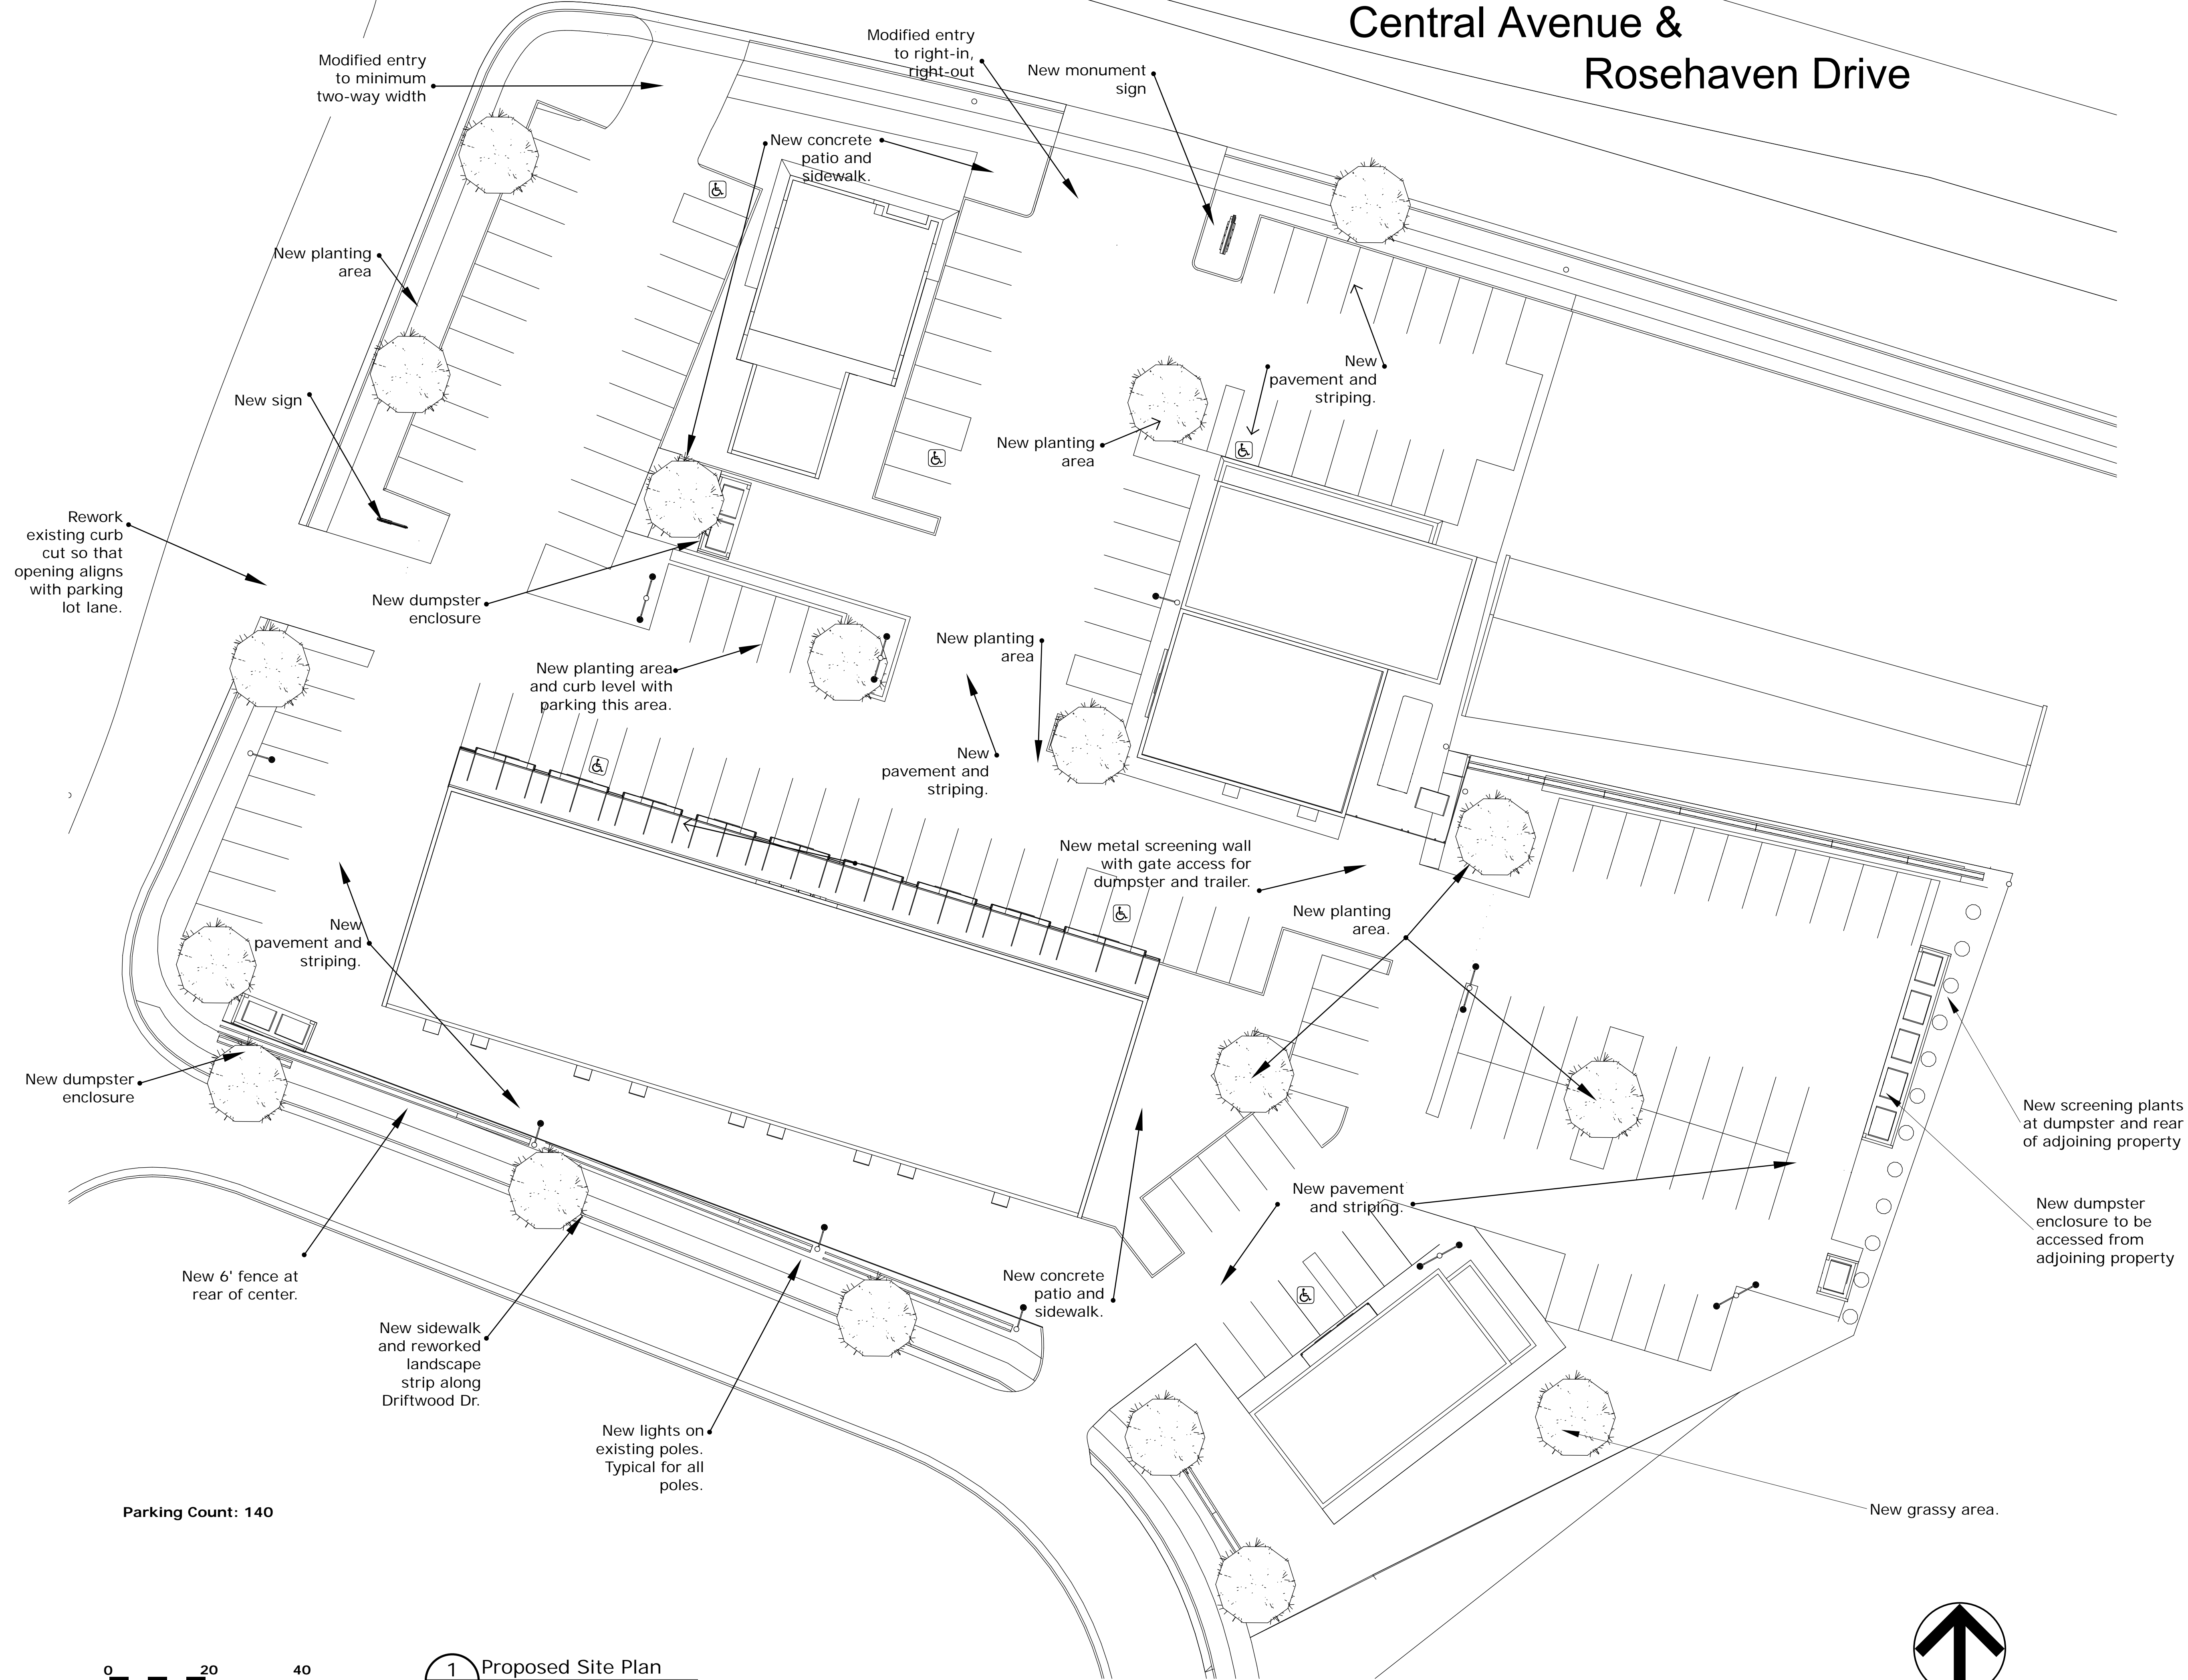 Central Avenue &
Rosehaven Drive
Modified entry
to minimum
two-way width
Modified entry
to right-in,
right-out
New monument
sign
New concrete
patio and
sidewalk.
New planting
area
New sign
New
pavement and
striping.
New planting
area
Rework
existing curb
cut so that
opening aligns
with parking
lot lane.
New dumpster
enclosure
New planting area
and curb level with
parking this area.
New planting
area
New
pavement and
striping.
New metal screening wall
with gate access for
dumpster and trailer.
New planting
area.
New
pavement and
striping.
New dumpster
enclosure
New screening plants
at dumpster and rear
of adjoining property
New dumpster
enclosure to be
accessed from
adjoining property
New pavement
and striping.
New concrete
patio and
sidewalk.
New 6' fence at
rear of center.
New sidewalk
and reworked
landscape
strip along
Driftwood Dr.
New lights on
existing poles.
Typical for all
poles.
New grassy area.
Parking Count: 140
0 20 40
1 Proposed Site Plan